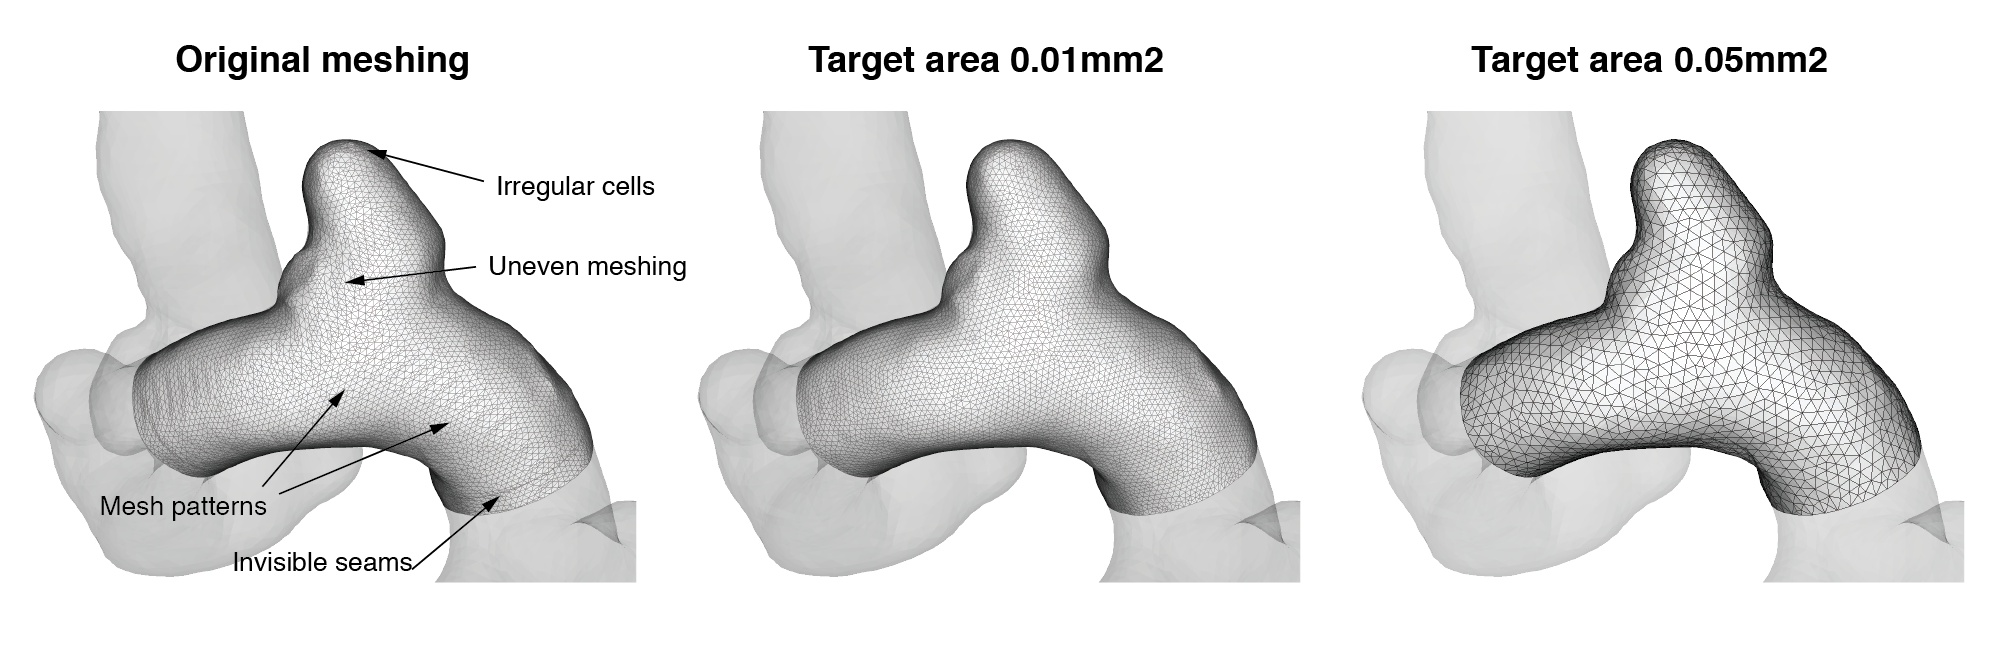 Original meshing
Target area 0.01mm2
Target area 0.05mm2
Irregular cells
Uneven meshing
Mesh patterns
Invisible seams